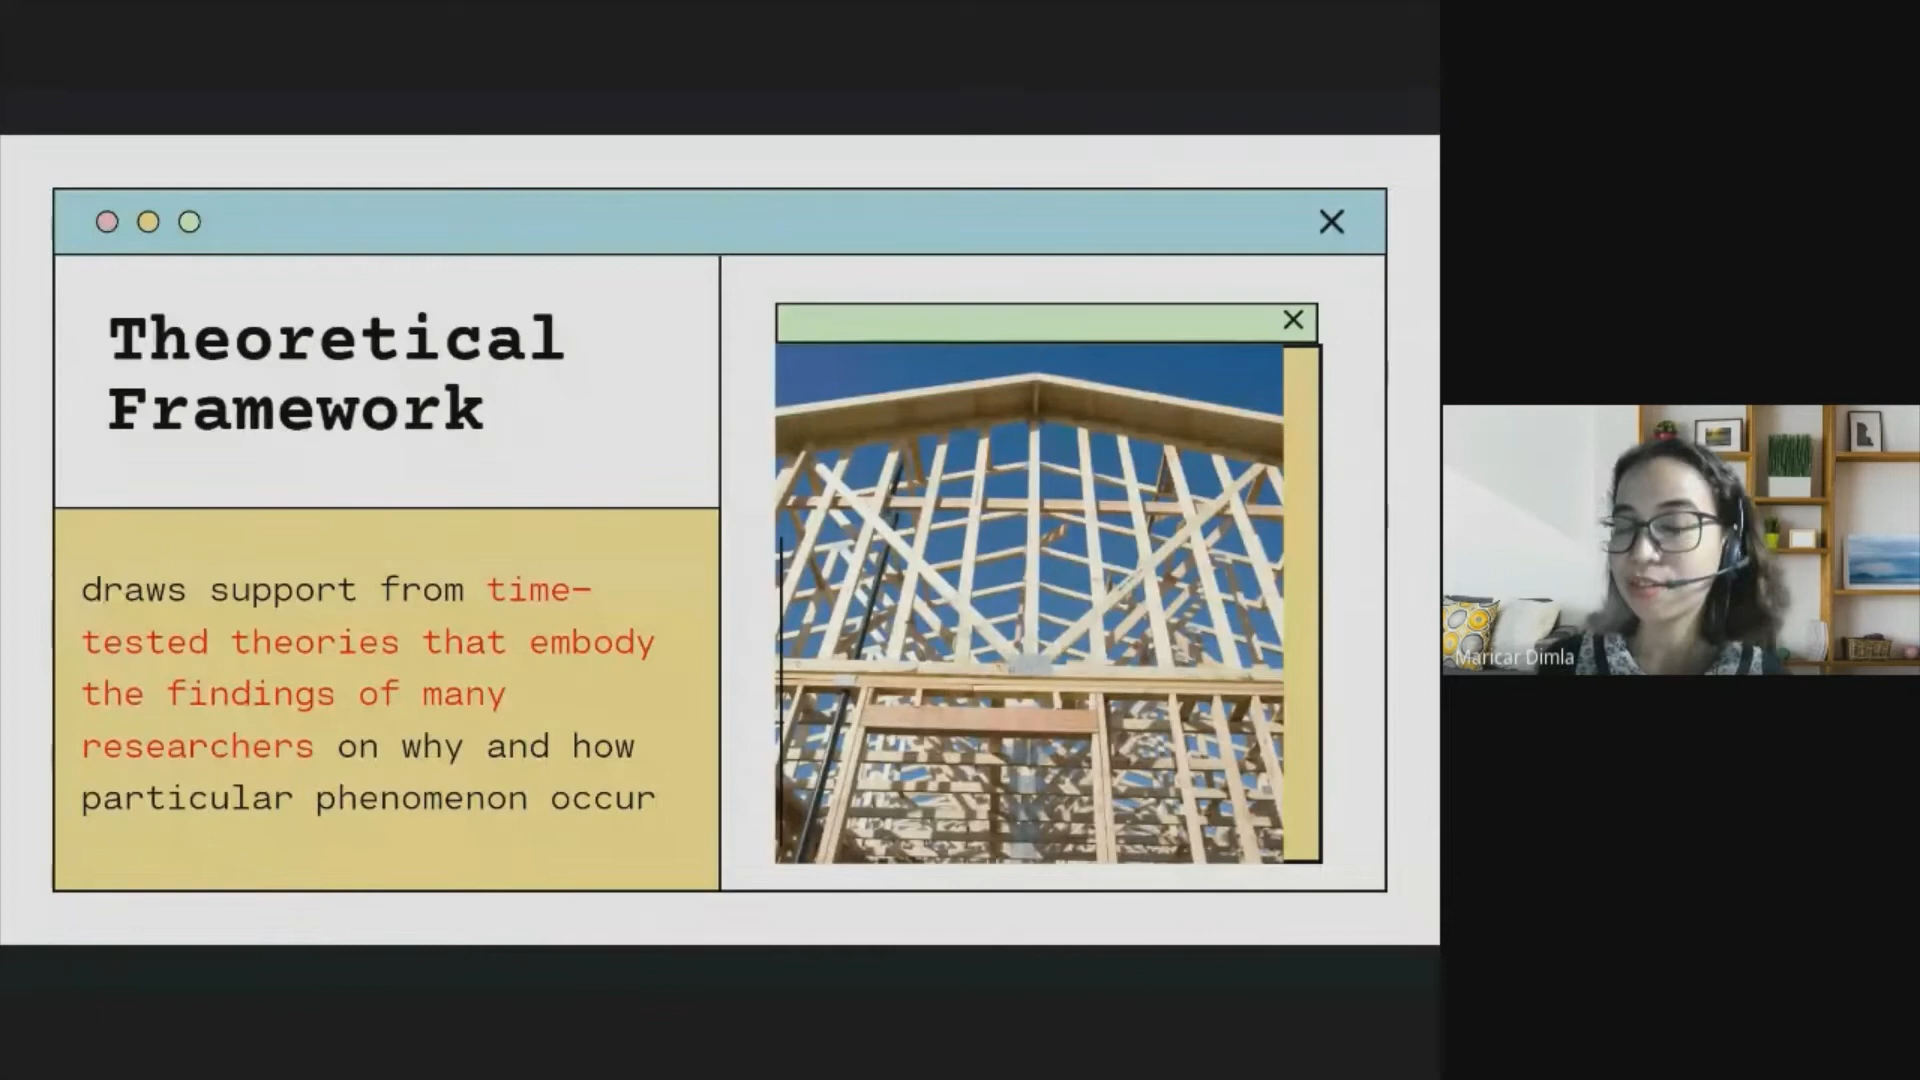 Theoretical
Framework
draws support from time-
tested theories that embody
the findings of many
researchers on why and how
particular phenomenon occur
Maricar Dimla